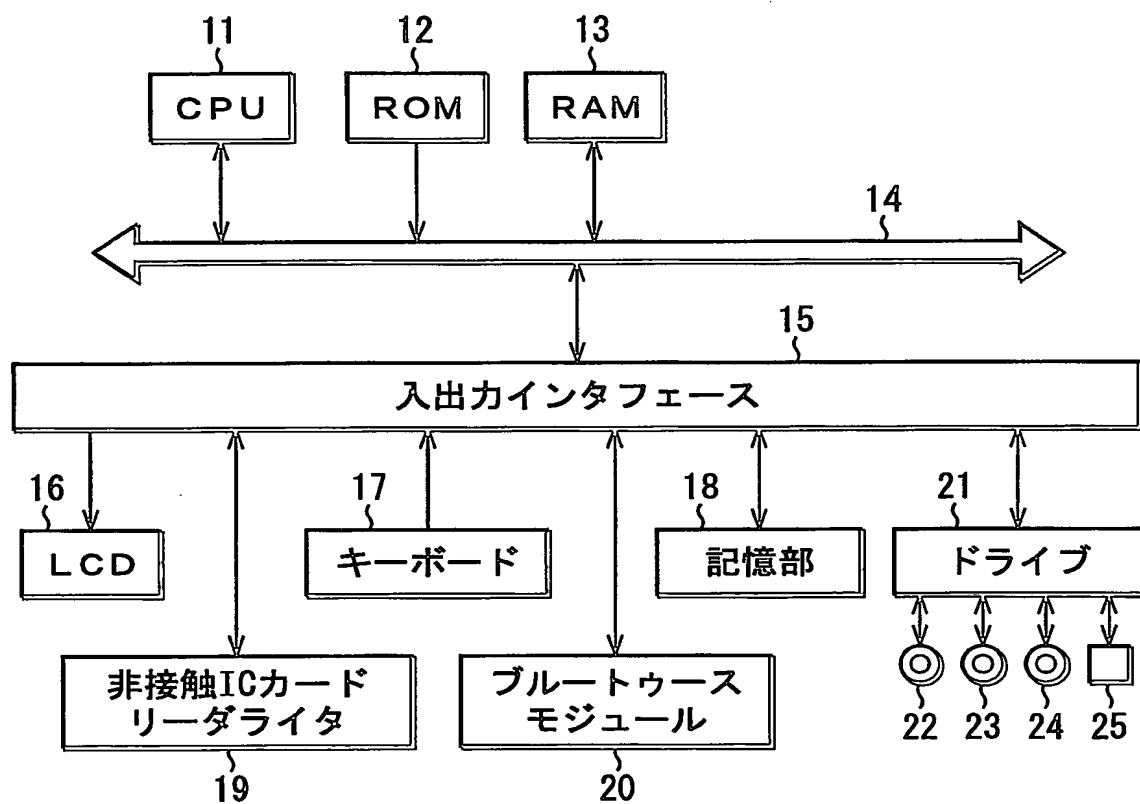 11
12
13
CPU
ROM
RAM
14
15
入出力インタフェース
16
17
18
21
LCD
キーボード
記憶部
ドライブ
非接触ICカード
リーダライタ
ブルートゥース
モジュール
22
23
24
25
19
20